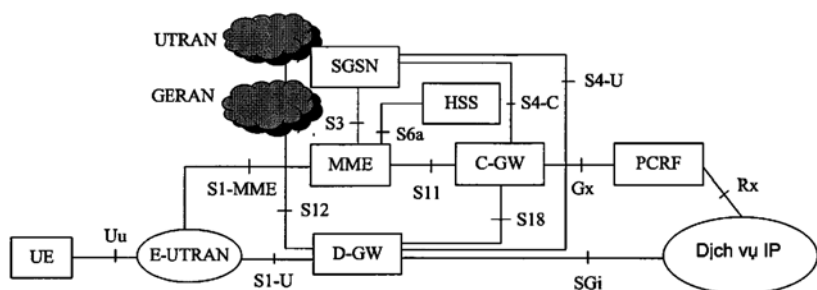 UTRAN
SGSN
GERAN
HSS
S4-C
S4-U
S3
S6a
MME
C-GW
PCRF
S1-MME
S11
Gx
Rx
S12
S18
UE
Uu
E-UTRAN
D-GW
Dịch vụ IP
S1-U
SGi